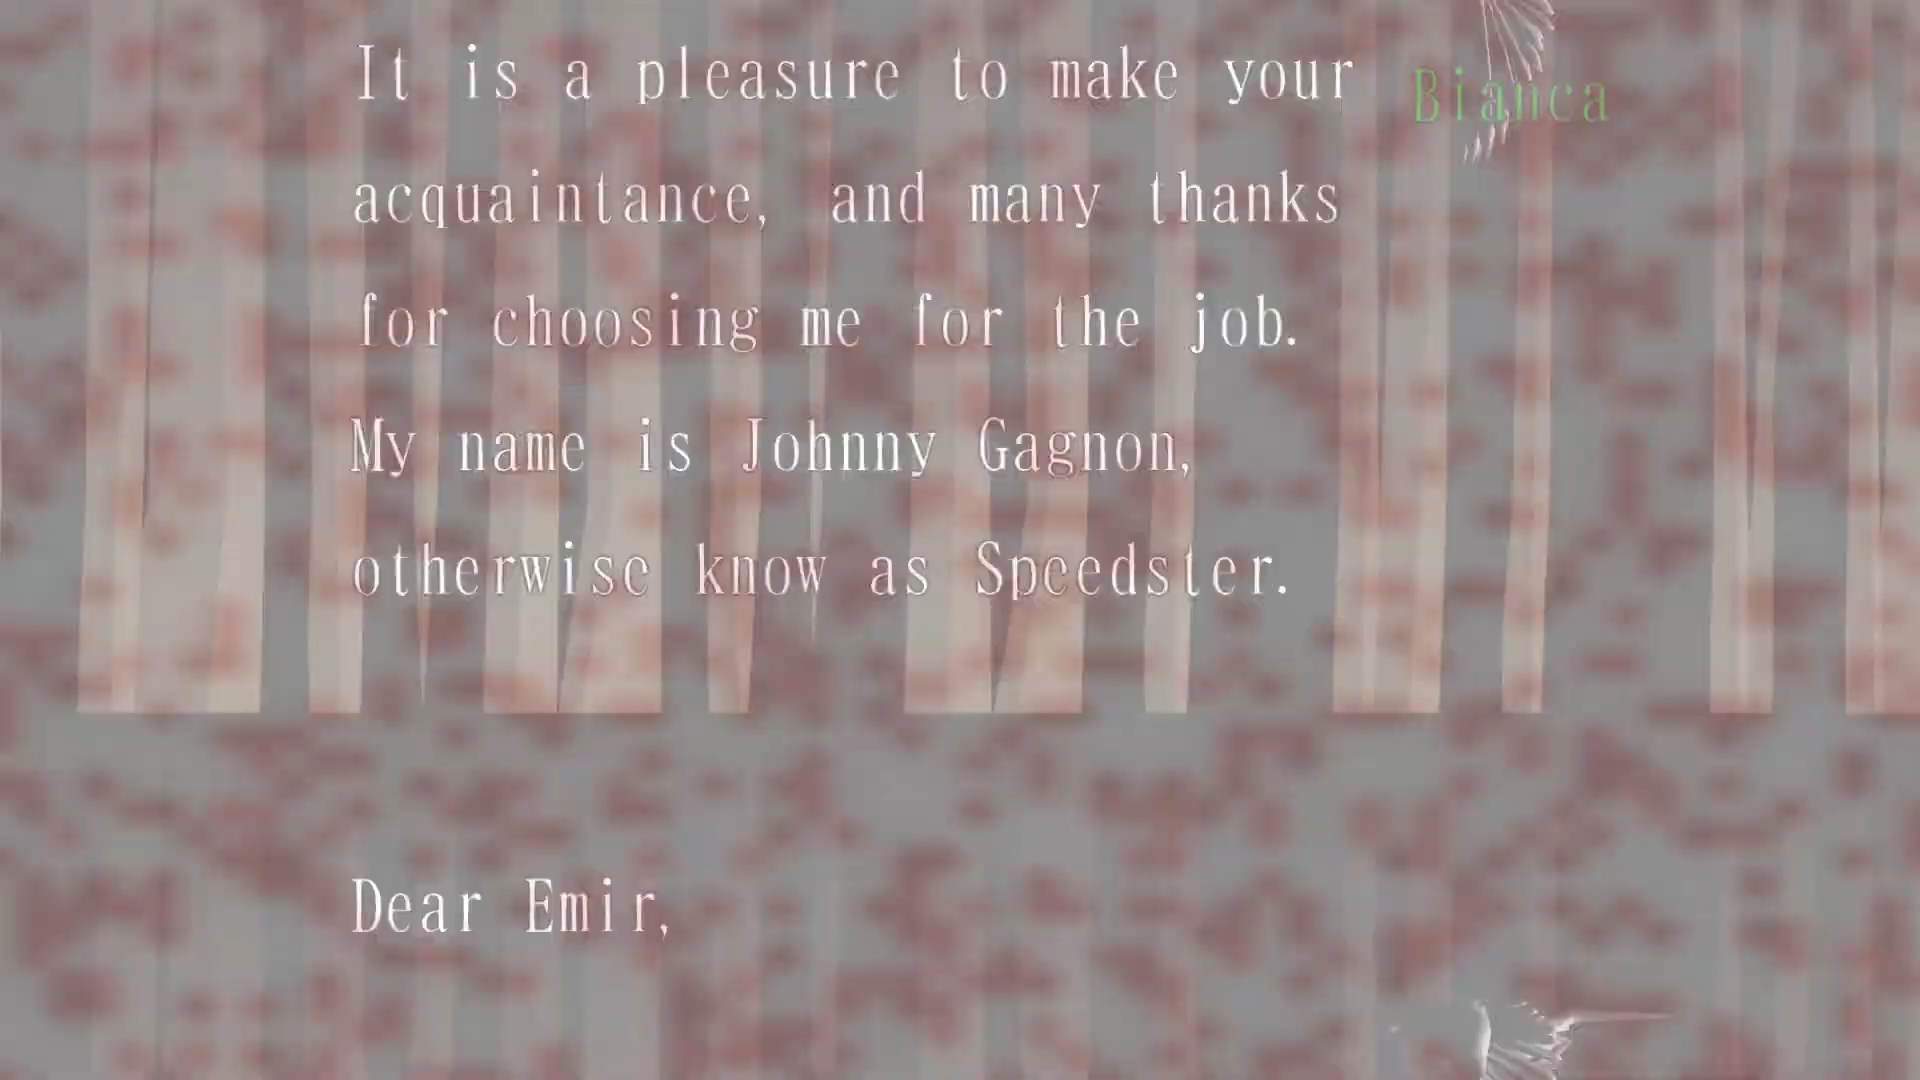 It is a pleasure to make your
Bianca
acquaintance, and many thanks
for choosing me for the job.
My name is Johnny Gagnon,
otherwise know as Speedster.
Dear Emir,